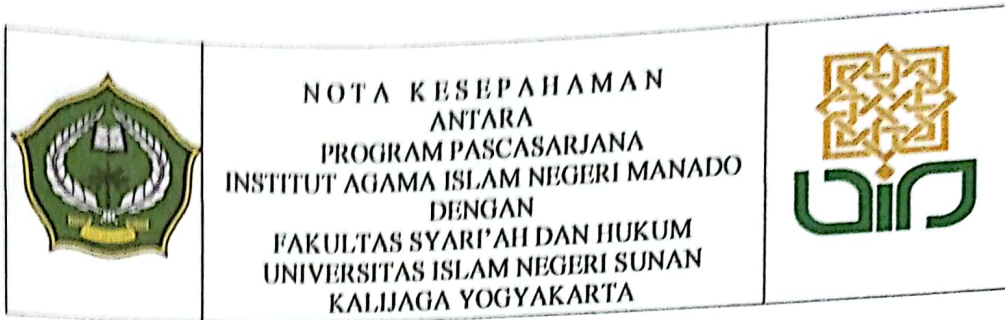 NOTA KESEPAHAMAN
ANTARA
PROGRAM PASCASARJANA
INSTITUT AGAMA ISLAM NEGERI MANADO
DENGAN
FAKULTAS SYARI'AH DAN HUKUM
UNIVERSITAS ISLAM NEGERI SUNAN
KALIJAGA YOGYAKARTA
uin